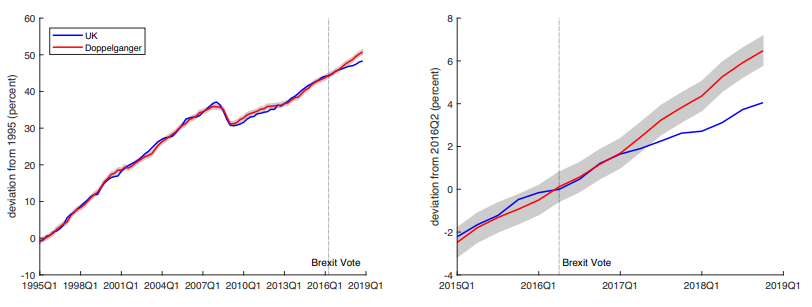 60
50
40
30
20
10
0
-10
deviation from 1995 (percent)
UK
Doppelganger
Brexit Vote
1995Q1 1998Q1 2001Q1 2004Q1 2007Q1 2010Q1 2013Q1 2016Q1 2019Q1
8
6
4
2
0
-2
-4
deviation from 2016Q2 (percent)
Brexit Vote
2015Q1 2016Q1 2017Q1 2018Q1 2019Q1